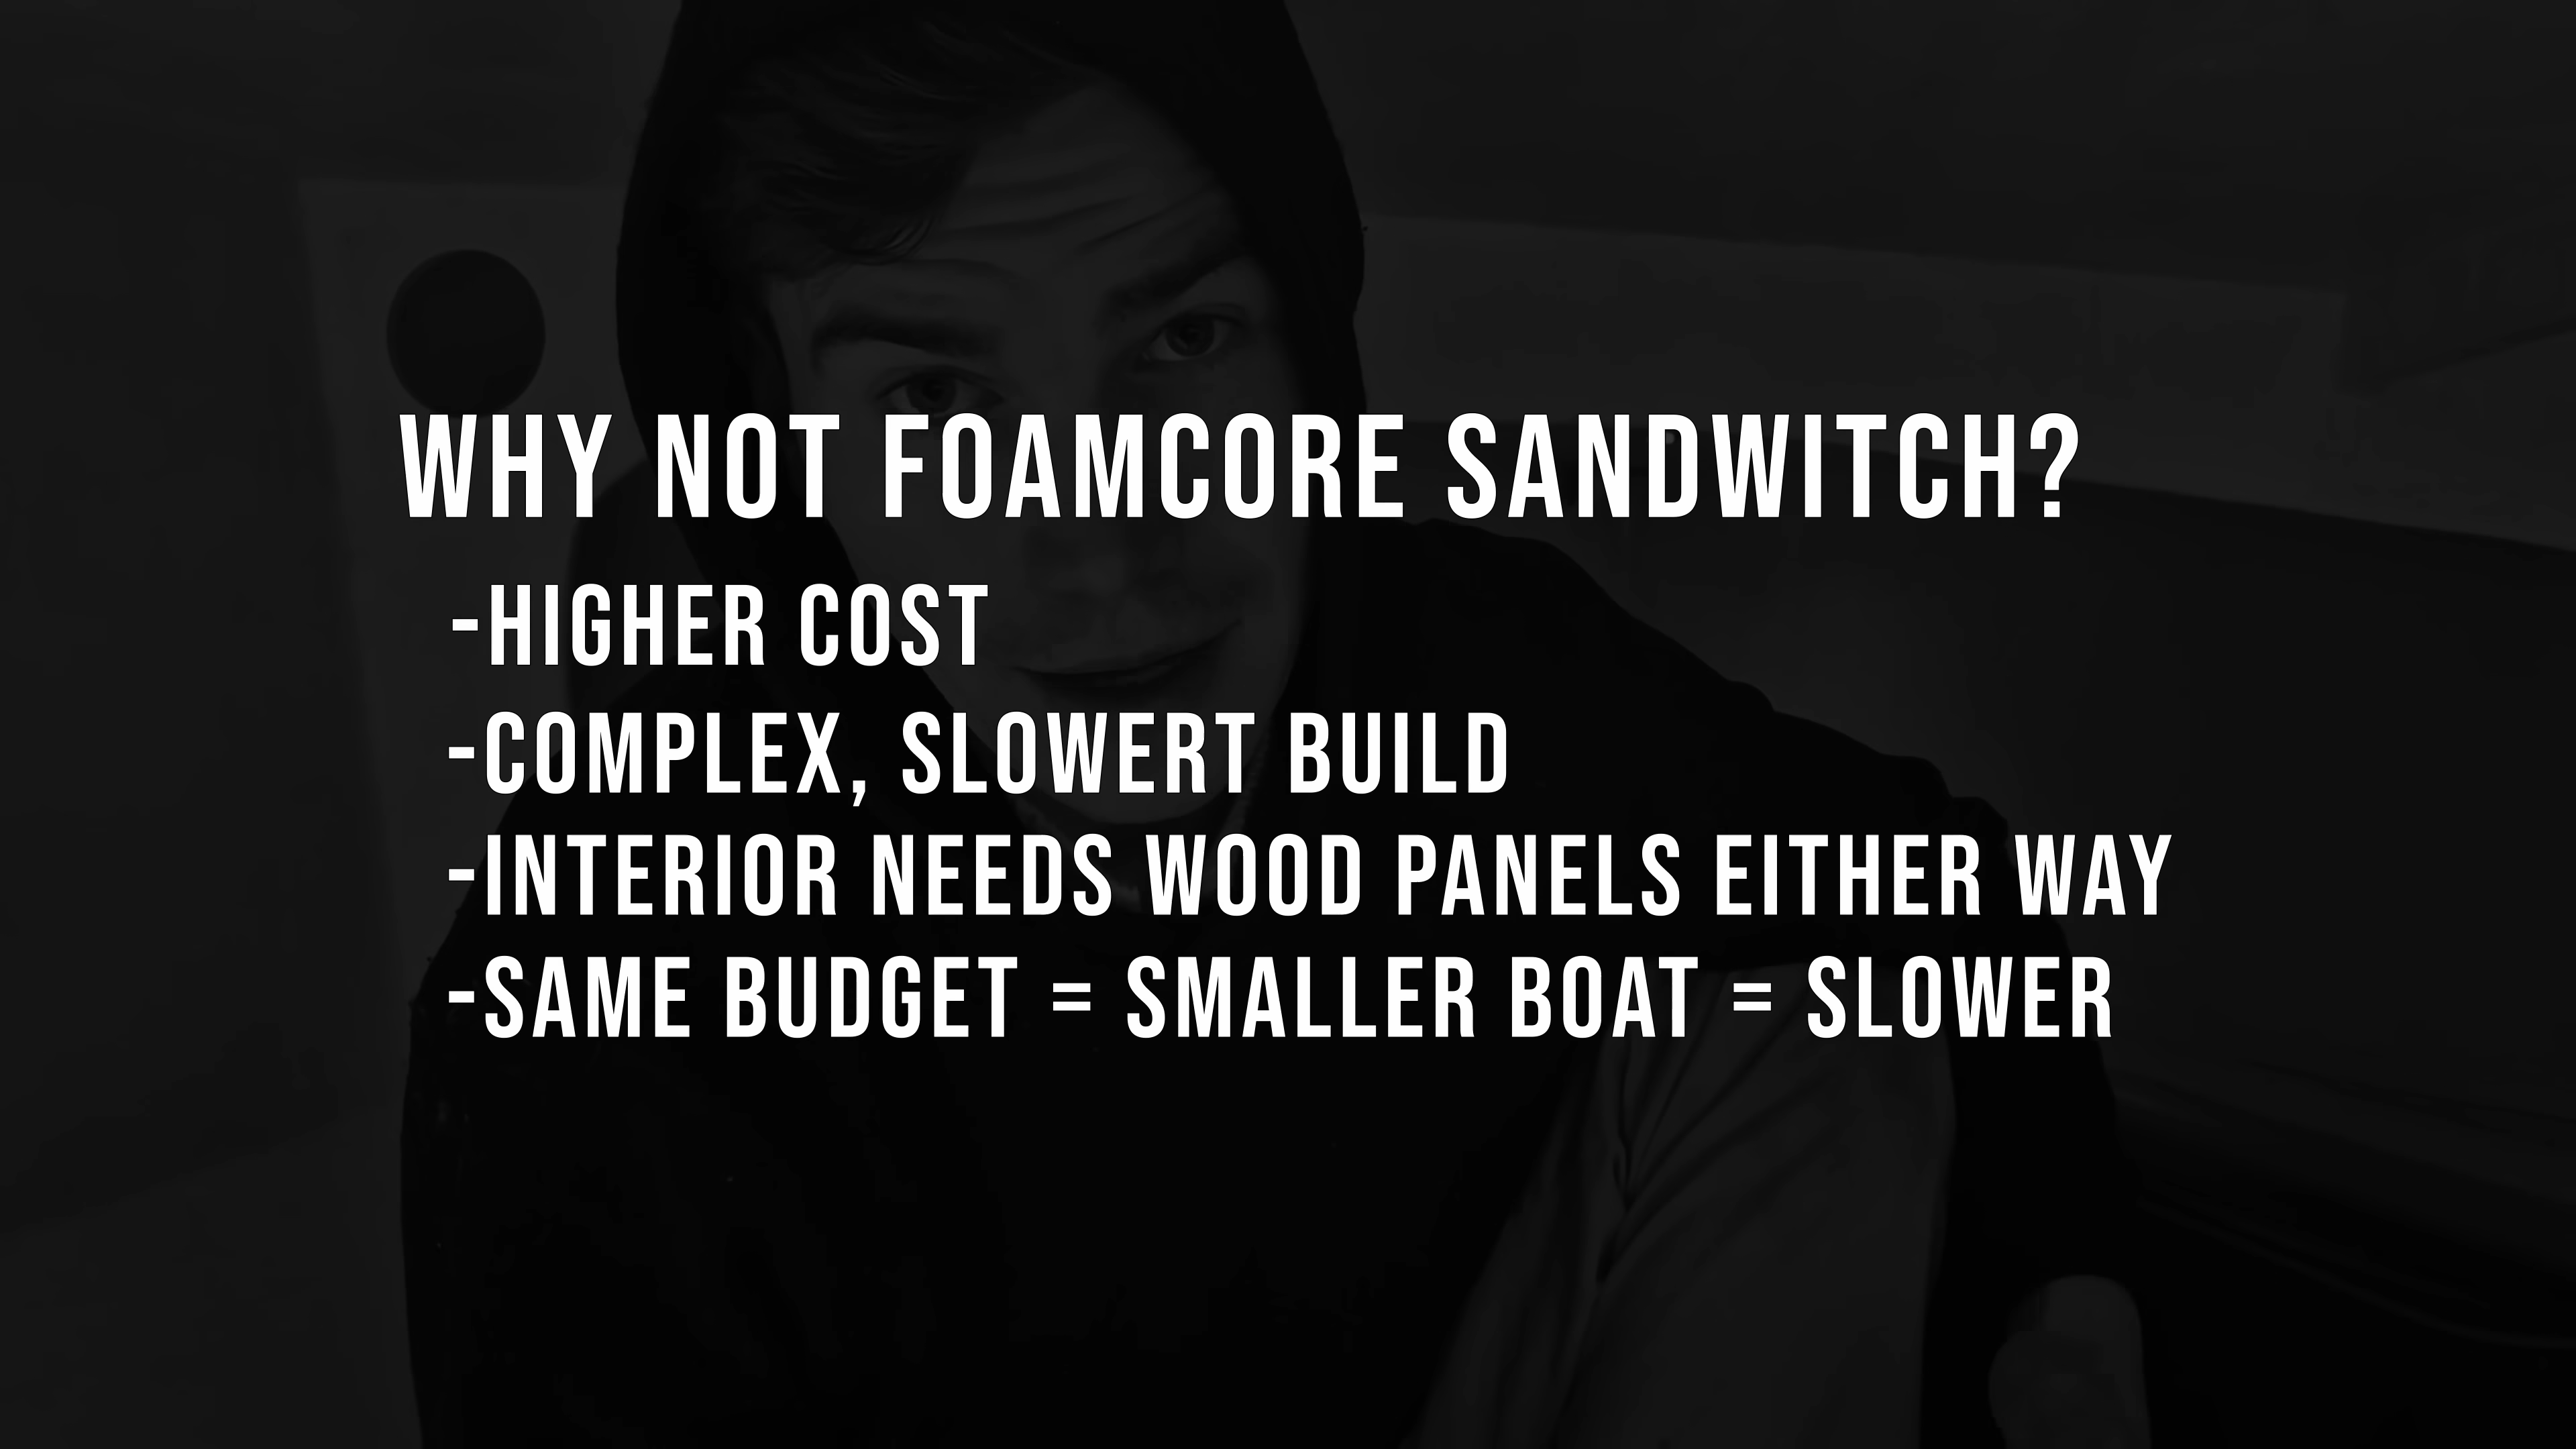 WHY NOT FOAMCORE SANDWITCH?
-HIGHER COST
-COMPLEX, SLOWERT BUILD
-INTERIOR NEEDS WOOD PANELS EITHER WAY
-SAME BUDGET = SMALLER BOAT = SLOWER